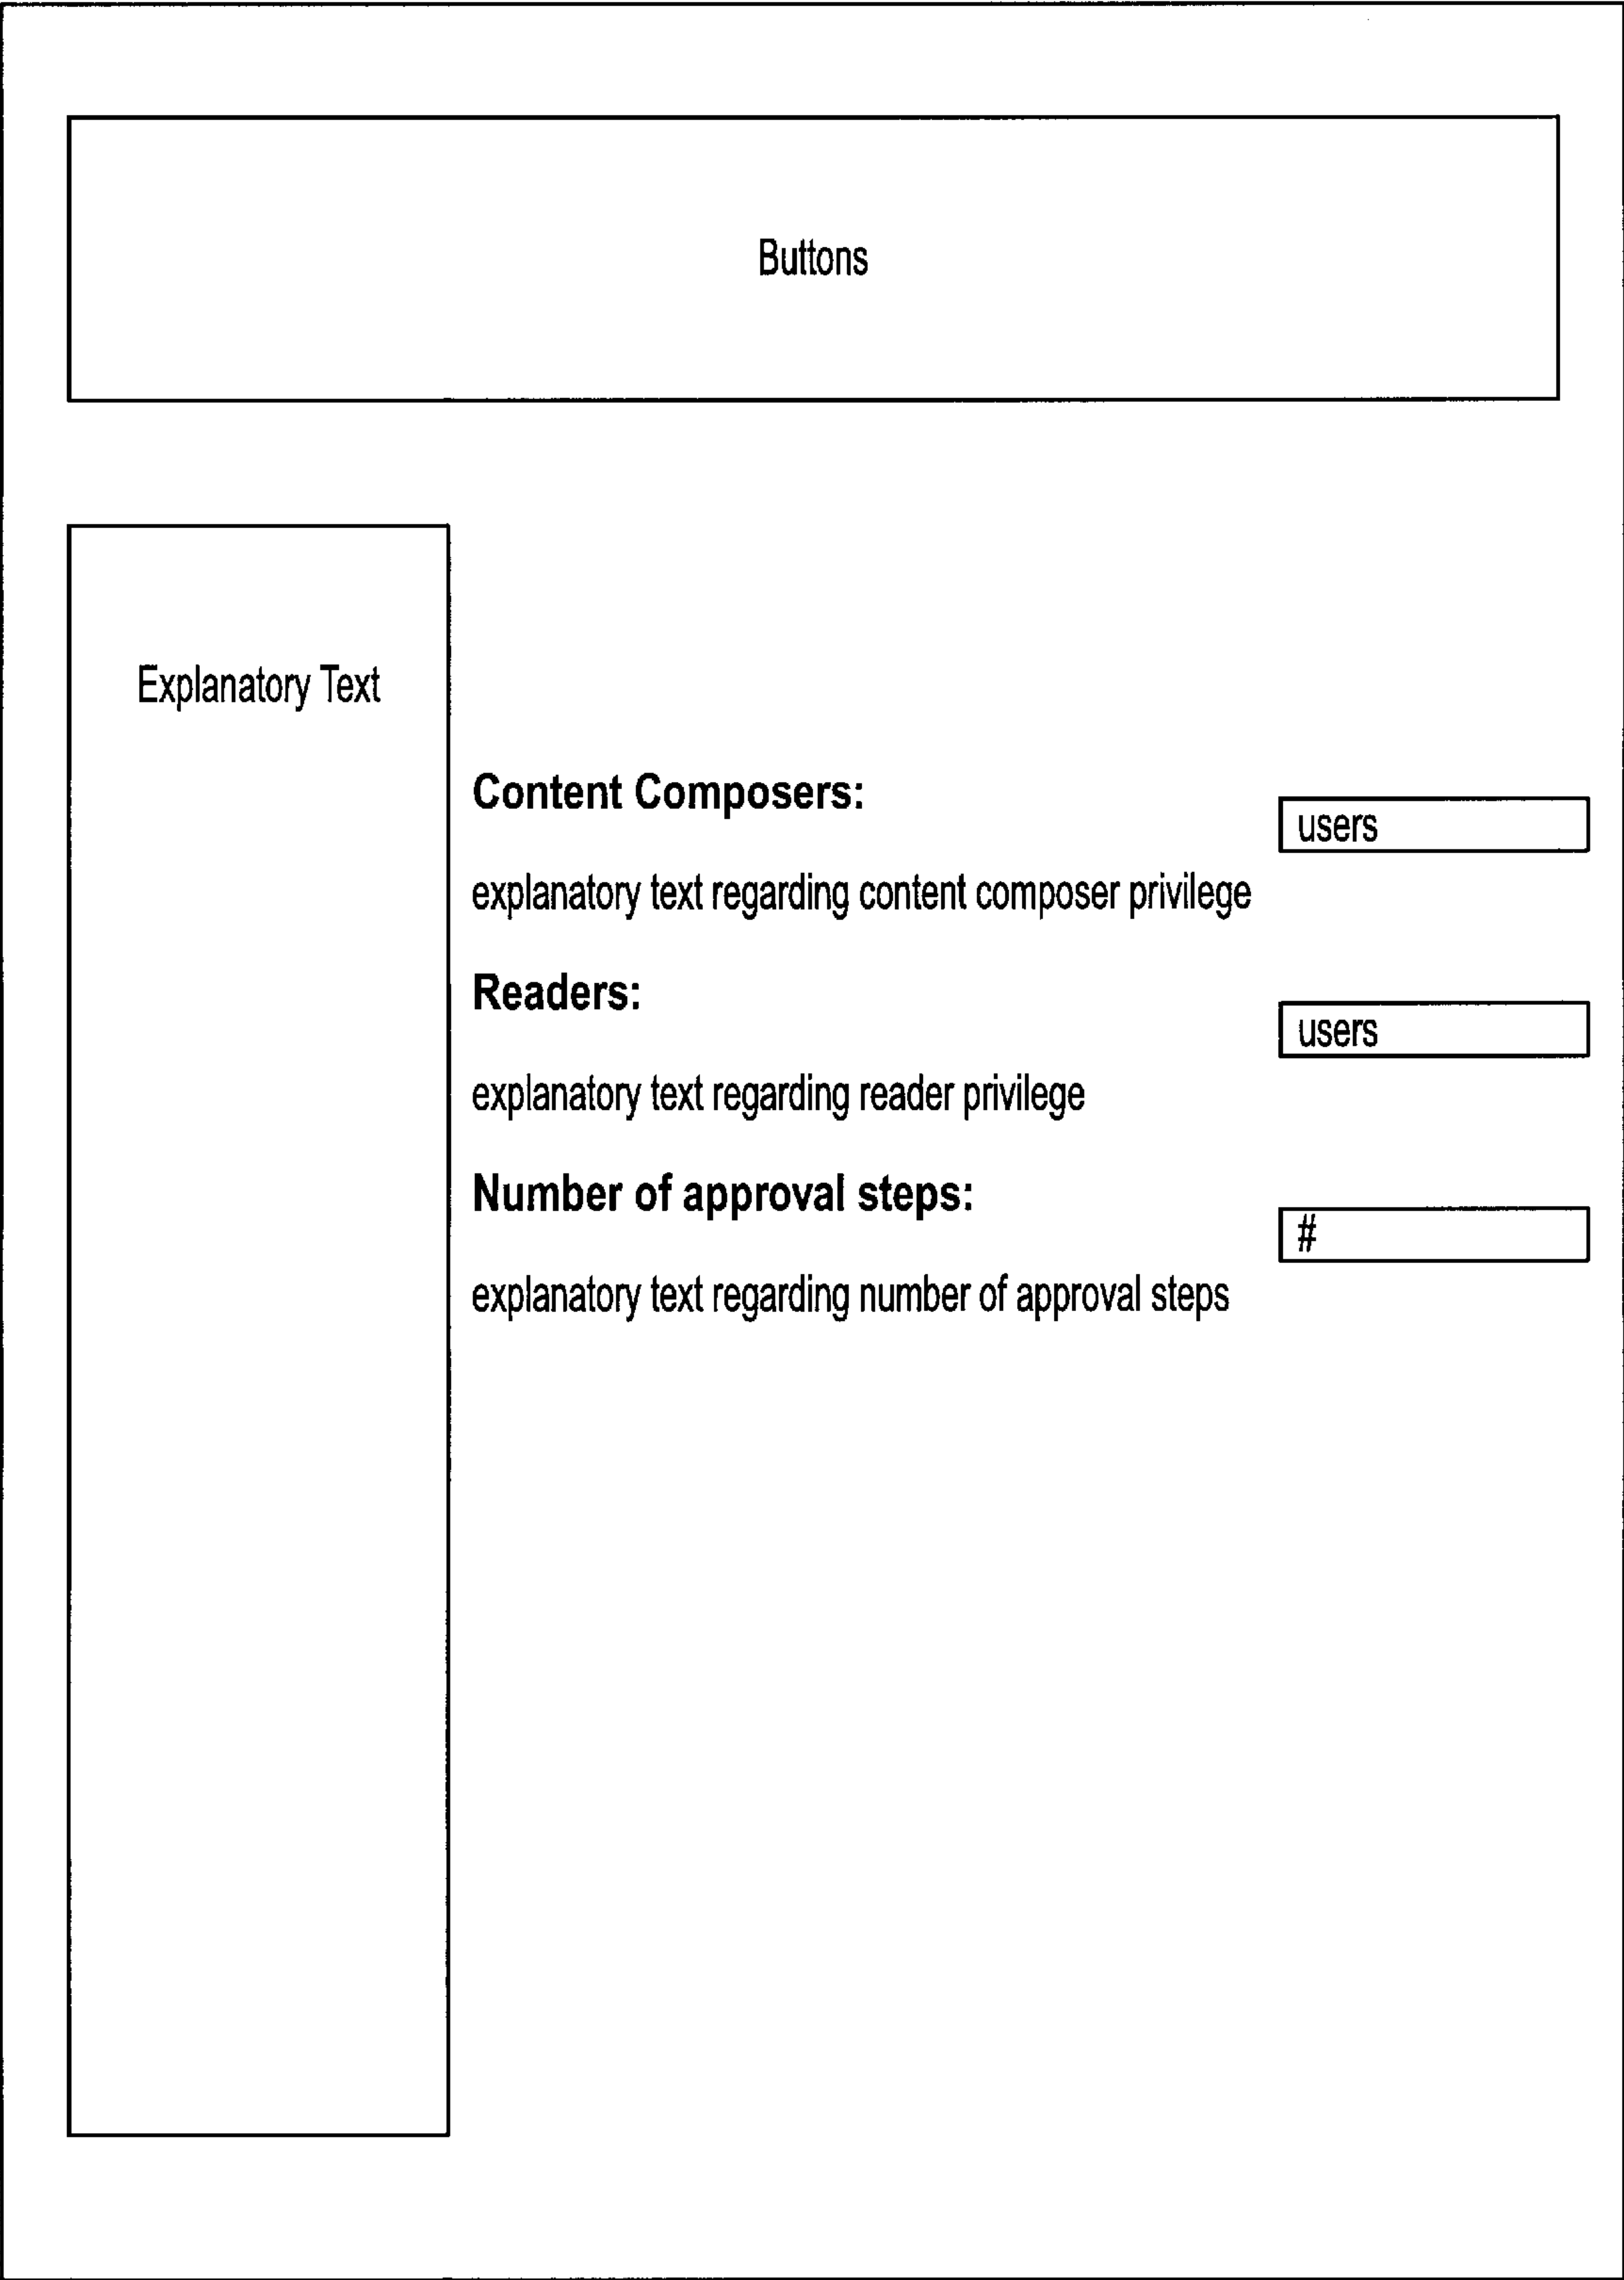 Buttons
Explanatory Text
Content Composers:
users
explanatory text regarding content composer privilege
Readers:
users
explanatory text regarding reader privilege
Number of approval steps:
#
explanatory text regarding number of approval steps